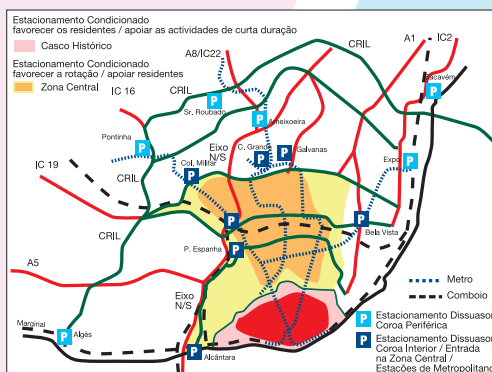 Estacionamento Condicionado
favorecer os residentes / apoiar as actividades de curta duração
Casco Histórico
Estacionamento Condicionado
favorecer a rotação / apoiar residentes
Zona Central
A8/IC22
CRIL
A1
IC2
Sacavém
IC 16
CRIL
P
Sr. Roubado
P
Ameixoeira
P
Pontinha
P
Eixo
N/S
C. Grande
P
Galvanas
P
Expo
P
IC 19
Col. Militar
P
CRIL
CRIL
P
P
Bela Vista
P. Espanha
P
A5
Eixo
N/S
Metro
Comboio
Marginal
Algés
P
P
Alcântara
P
Estacionamento Dissuasor
Coroa Periférica
P
Estacionamento Dissuasor
Coroa Interior / Entrada
na Zona Central /
Estações de Metropolitano